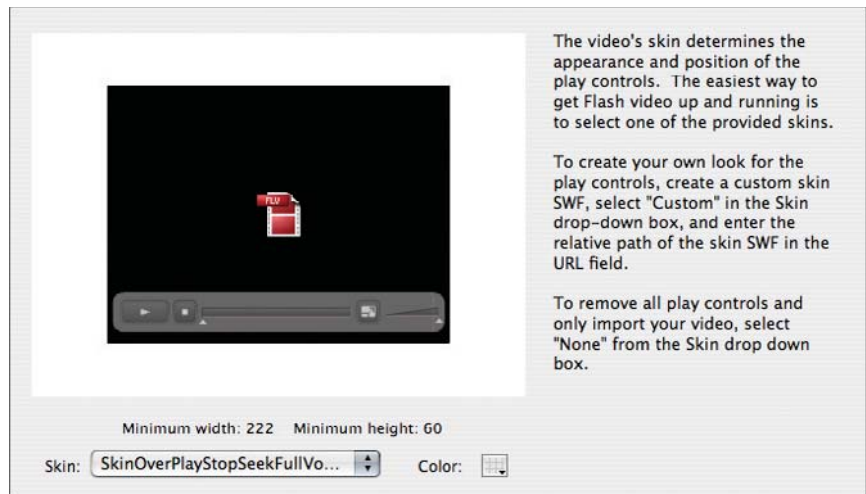 The video's skin determines the
appearance and position of the
play controls.  The easiest way to
get Flash video up and running is
to select one of the provided skins.
To create your own look for the
play controls, create a custom skin
SWF, select "Custom" in the Skin
drop-down box, and enter the
relative path of the skin SWF in the
URL field.
To remove all play controls and
only import your video, select
"None" from the Skin drop down
box.
FLV
Minimum width: 222    Minimum height: 60
Skin: SkinOverPlayStopSeekFullVo... Color: